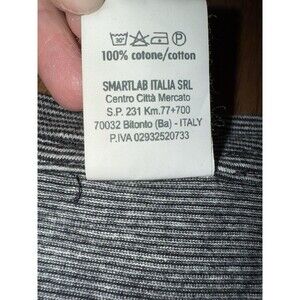 30° P
100% cotone/cotton
SMARTLAB ITALIA SRL
Centro Città Mercato
S.P. 231 Km.77+700
70032 Bitonto (Ba) - ITALY
P.IVA 02932520733